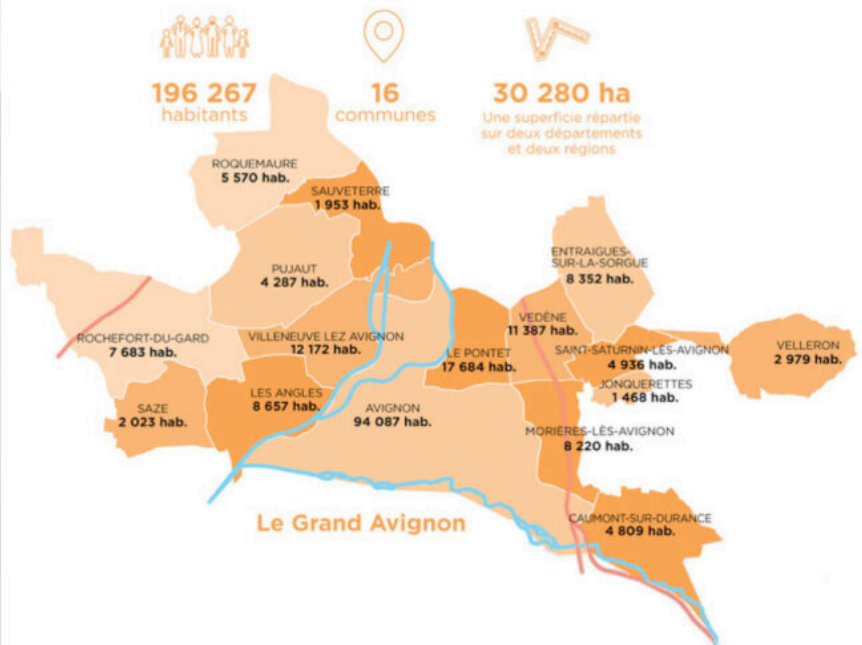 196 267
habitants
16
communes
30 280 ha
Une superficie répartie
sur deux départements
et deux régions
ROQUEMAURE
5 570 hab.
SAUVETERRE
1 953 hab.
PUJAUT
4 287 hab.
ENTRAIGUES-
SUR-LA-SORGUE
8 352 hab.
ROCHEFORT-DU-GARD
7 683 hab.
VILLENEUVE LEZ AVIGNON
12 172 hab.
LE PONTET
17 684 hab.
VEDÈNE
11 387 hab.
SAINT-SATURNIN-LÈS-AVIGNON
4 936 hab.
VELLERON
2 979 hab.
JONQUERETTES
1 468 hab.
SAZE
2 023 hab.
LES ANGLES
8 657 hab.
AVIGNON
94 087 hab.
MORIÈRES-LÈS-AVIGNON
8 220 hab.
CAUMONT-SUR-DURANCE
4 809 hab.
Le Grand Avignon